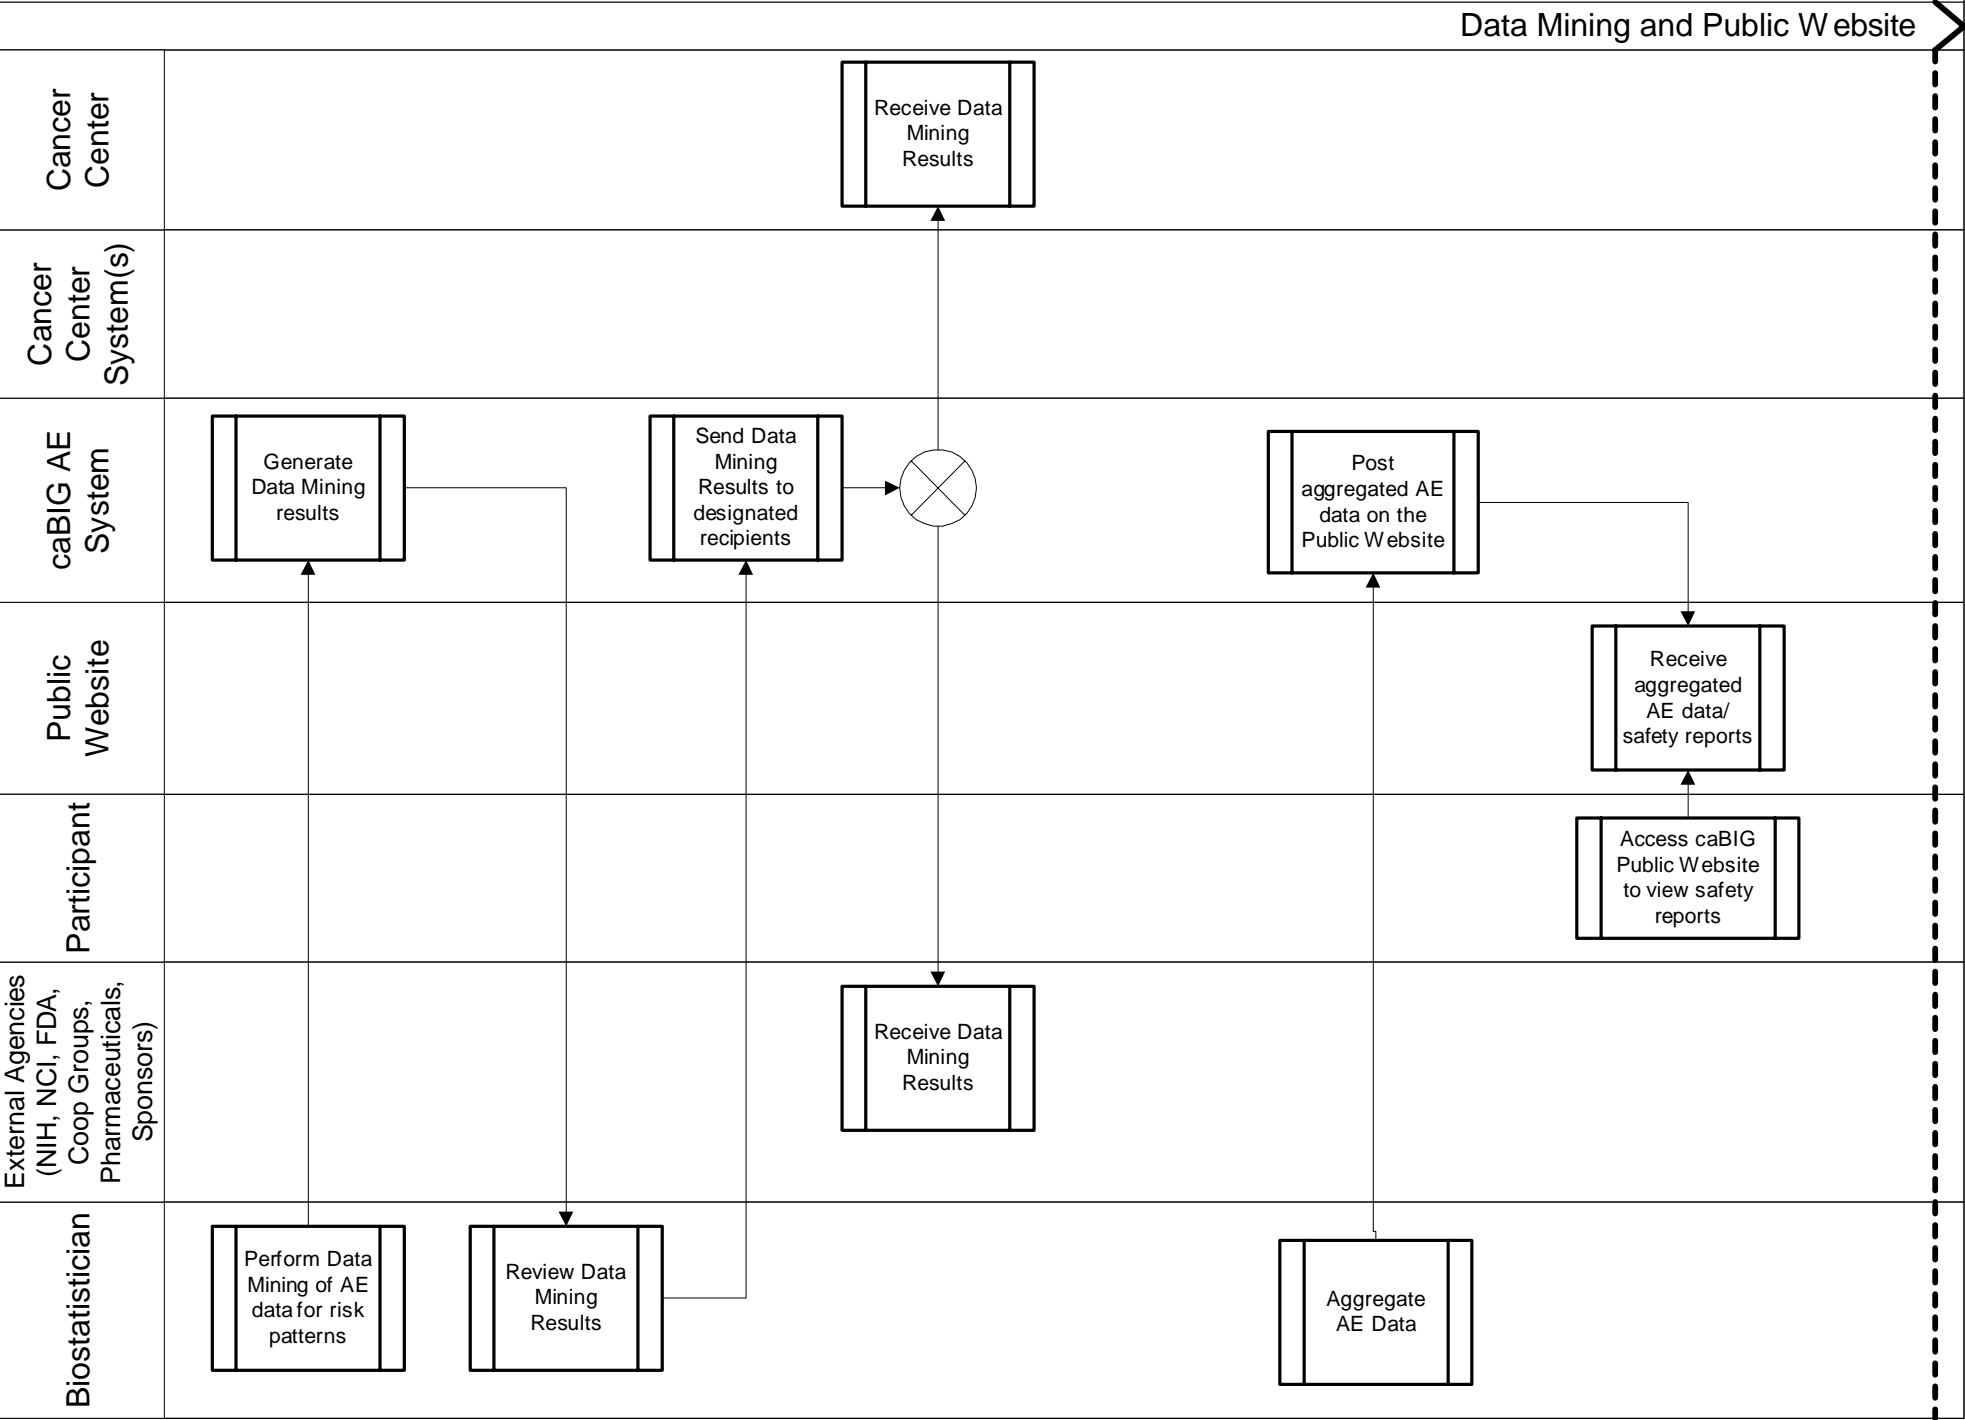 Data Mining and Public Website
Cancer
Center
Receive Data
Mining
Results
Cancer
Center
System(s)
caBIG AE
System
Generate
Data Mining
results
Send Data
Mining
Results to
designated
recipients
Post
aggregated AE
data on the
Public Website
Public
Website
Receive
aggregated
AE data/
safety reports
Participant
Access caBIG
Public Website
to view safety
reports
External Agencies
(NIH, NCI, FDA,
Coop Groups,
Pharmaceuticals,
Sponsors)
Receive Data
Mining
Results
Biostatistician
Perform Data
Mining of AE
data for risk
patterns
Review Data
Mining
Results
Aggregate
AE Data